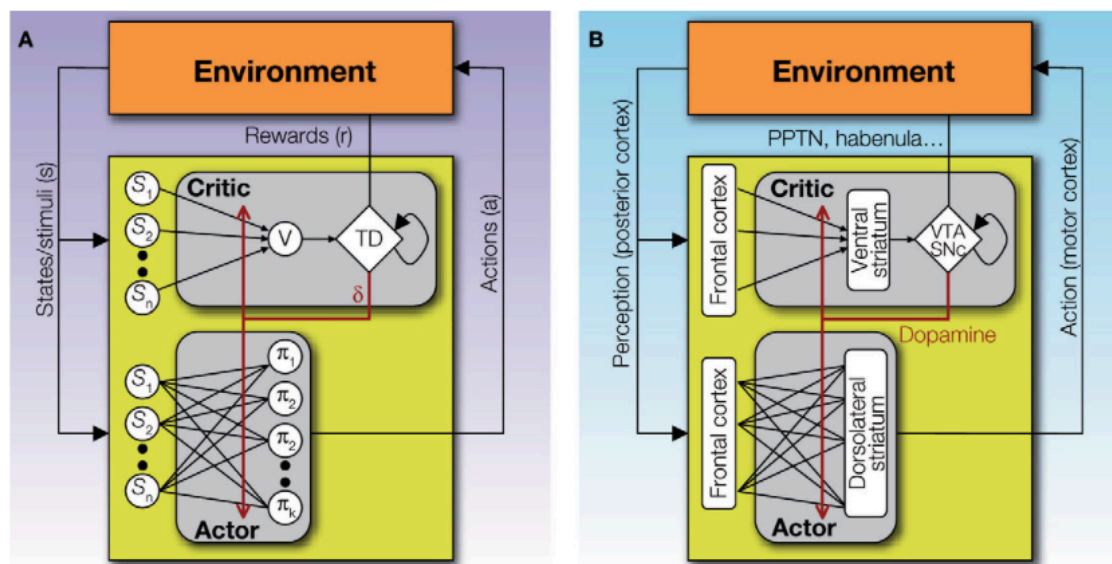 A
Environment
Rewards (r)
States/stimuli (s)
Actions (a)
Critic
S1
S2
Sn
V
TD
δ
S1
S2
Sn
π1
π2
π2
πk
Actor
B
Environment
PPTN, habenula...
Perception (posterior cortex)
Action (motor cortex)
Critic
Frontal cortex
Ventral
striatum
VTA
SNc
Dopamine
Frontal cortex
Dorsolateral
striatum
Actor